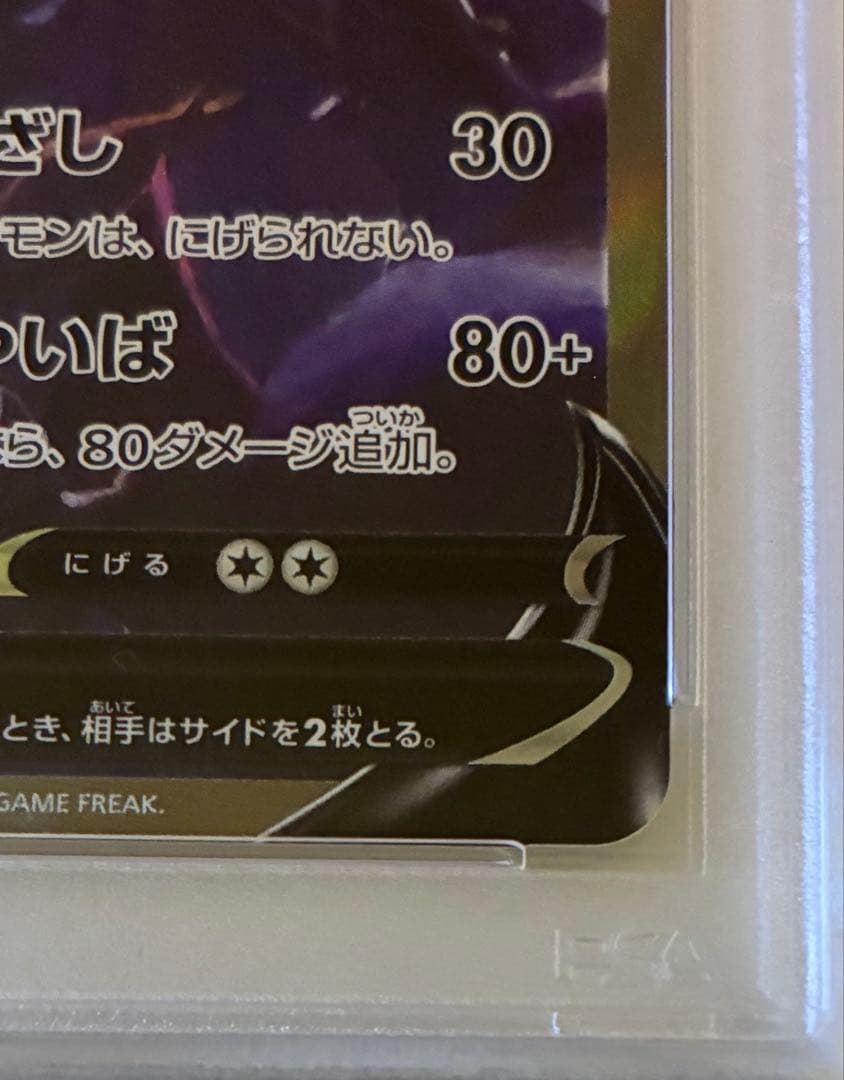 ざし 30
モンは、にげられない。
やいば 80+
ついか
なら、80ダメージ追加。
にげる
あいて まい
とき、相手はサイドを2枚とる。
GAME FREAK.